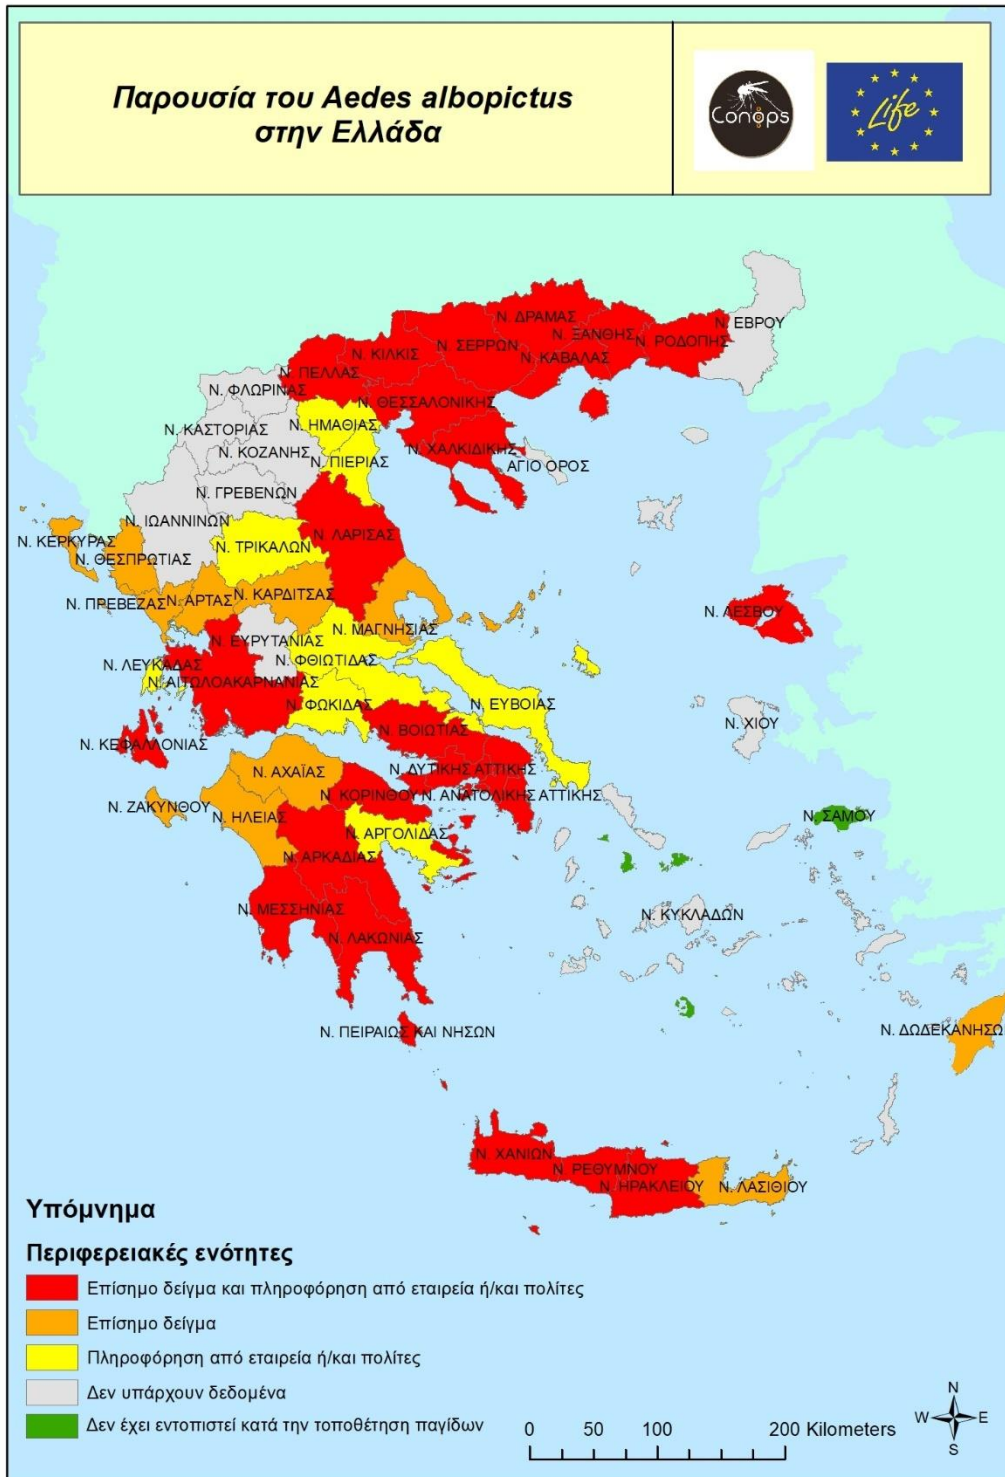 Παρουσία του Aedes albopictus
στην Ελλάδα
Conops
Life
Ν. ΕΒΡΟΥ
Ν. ΔΡΑΜΑΣ
Ν. ΞΑΝΘΗΣ
Ν. ΡΟΔΟΠΗΣ
Ν. ΣΕΡΡΩΝ
Ν. ΚΙΛΚΙΣ
Ν. ΚΑΒΑΛΑΣ
Ν. ΠΕΛΛΑΣ
Ν. ΦΛΩΡΙΝΑΣ
Ν. ΘΕΣΣΑΛΟΝΙΚΗΣ
Ν. ΗΜΑΘΙΑΣ
Ν. ΚΑΣΤΟΡΙΑΣ
Ν. ΚΟΖΑΝΗΣ
Ν. ΧΑΛΚΙΔΙΚΗΣ
Ν. ΠΙΕΡΙΑΣ
ΑΓΙΟ ΟΡΟΣ
Ν. ΓΡΕΒΕΝΩΝ
Ν. ΙΩΑΝΝΙΝΩΝ
Ν. ΛΑΡΙΣΑΣ
Ν. ΚΕΡΚΥΡΑΣ
Ν. ΤΡΙΚΑΛΩΝ
Ν. ΘΕΣΠΡΩΤΙΑΣ
Ν. ΚΑΡΔΙΤΣΑΣ
Ν. ΠΡΕΒΕΖΑΣ
Ν. ΑΡΤΑΣ
Ν. ΛΕΣΒΟΥ
Ν. ΜΑΓΝΗΣΙΑΣ
Ν. ΕΥΡΥΤΑΝΙΑΣ
Ν. ΦΘΙΩΤΙΔΑΣ
Ν. ΛΕΥΚΑΔΑΣ
Ν. ΑΙΤΩΛΟΑΚΑΡΝΑΝΙΑΣ
Ν. ΦΩΚΙΔΑΣ
Ν. ΕΥΒΟΙΑΣ
Ν. ΧΙΟΥ
Ν. ΒΟΙΩΤΙΑΣ
Ν. ΚΕΦΑΛΛΟΝΙΑΣ
Ν. ΑΧΑΪΑΣ
Ν. ΔΥΤΙΚΗΣ ΑΤΤΙΚΗΣ
Ν. ΚΟΡΙΝΘΟΥ
Ν. ΑΝΑΤΟΛΙΚΗΣ ΑΤΤΙΚΗΣ
Ν. ΖΑΚΥΝΘΟΥ
Ν. ΗΛΕΙΑΣ
Ν. ΣΑΜΟΥ
Ν. ΑΡΓΟΛΙΔΑΣ
Ν. ΑΡΚΑΔΙΑΣ
Ν. ΜΕΣΣΗΝΙΑΣ
Ν. ΚΥΚΛΑΔΩΝ
Ν. ΛΑΚΩΝΙΑΣ
Ν. ΠΕΙΡΑΙΩΣ ΚΑΙ ΝΗΣΩΝ
Ν. ΔΩΔΕΚΑΝΗΣΩ
Ν. ΧΑΝΙΩΝ
Ν. ΡΕΘΥΜΝΟΥ
Ν. ΗΡΑΚΛΕΙΟΥ
Ν. ΛΑΣΙΘΙΟΥ
Υπόμνημα
Περιφερειακές ενότητες
Επίσημο δείγμα και πληροφόρηση από εταιρεία ή/και πολίτες
Επίσημο δείγμα
Πληροφόρηση από εταιρεία ή/και πολίτες
Δεν υπάρχουν δεδομένα
Δεν έχει εντοπιστεί κατά την τοποθέτηση παγίδων
0 50 100 200 Kilometers
N
W E
S